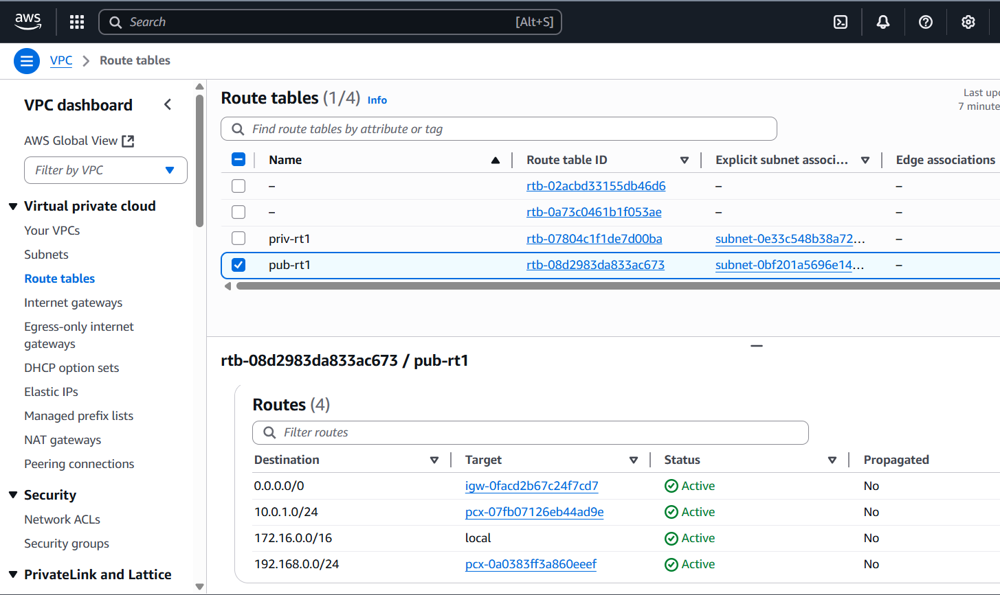 aws
Search [Alt+S]
VPC > Route tables
VPC dashboard
AWS Global View
Filter by VPC
Virtual private cloud
Your VPCs
Subnets
Route tables
Internet gateways
Egress-only internet
gateways
DHCP option sets
Elastic IPs
Managed prefix lists
NAT gateways
Peering connections
Security
Network ACLs
Security groups
PrivateLink and Lattice
Route tables (1/4) Info
Last upd
7 minute
Find route tables by attribute or tag
Name Route table ID Explicit subnet associ... Edge associations
– rtb-02acbd33155db46d6 – –
– rtb-0a73c0461b1f053ae – –
priv-rt1 rtb-07804c1f1de7d00ba subnet-0e33c548b38a72... –
pub-rt1 rtb-08d2983da833ac673 subnet-0bf201a5696e14... –
rtb-08d2983da833ac673 / pub-rt1
Routes (4)
Filter routes
Destination Target Status Propagated
0.0.0.0/0 igw-0facd2b67c24f7cd7 Active No
10.0.1.0/24 pcx-07fb07126eb44ad9e Active No
172.16.0.0/16 local Active No
192.168.0.0/24 pcx-0a0383ff3a860eeef Active No